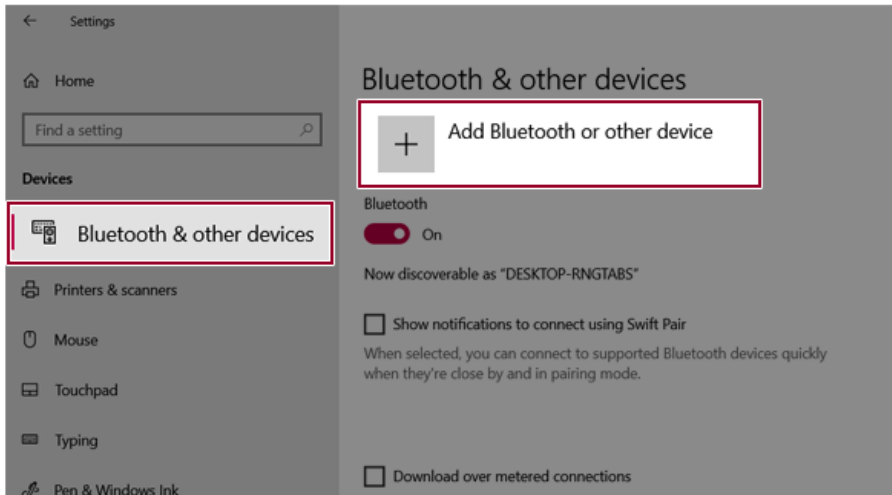 Settings
Home
Find a setting
Devices
Bluetooth & other devices
Printers & scanners
Mouse
Touchpad
Typing
Pen & Windows Ink
Bluetooth & other devices
Add Bluetooth or other device
Bluetooth
On
Now discoverable as “DESKTOP-RNGTABS”
Show notifications to connect using Swift Pair
When selected, you can connect to supported Bluetooth devices quickly
when they're close by and in pairing mode.
Download over metered connections